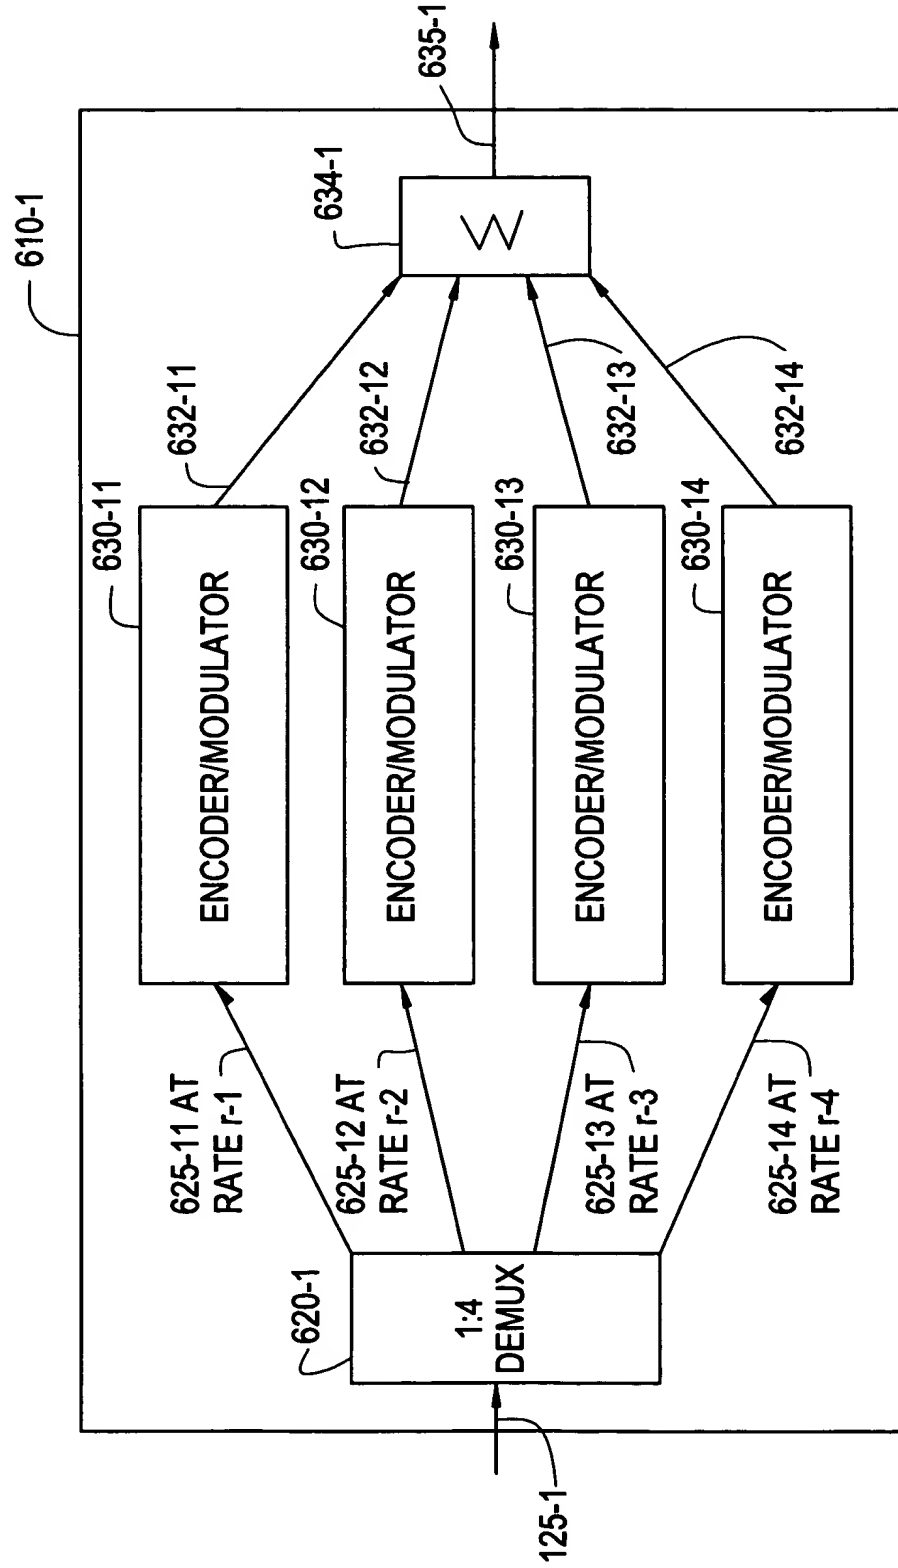 610-1
125-1
620-1
1:4
DEMUX
625-11 AT
RATE r-1
625-12 AT
RATE r-2
625-13 AT
RATE r-3
625-14 AT
RATE r-4
630-11
ENCODER/MODULATOR
630-12
ENCODER/MODULATOR
630-13
ENCODER/MODULATOR
630-14
ENCODER/MODULATOR
632-11
632-12
632-13
632-14
634-1
Σ
635-1